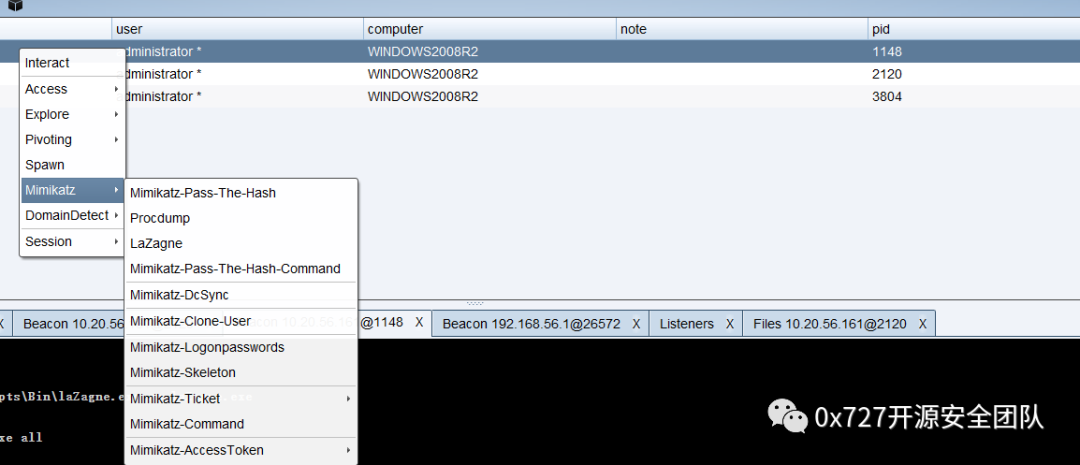 user computer note pid
dministrator * WINDOWS2008R2 1148
dministrator * WINDOWS2008R2 2120
dministrator * WINDOWS2008R2 3804
Interact
Access
Explore
Pivoting
Spawn
Mimikatz
DomainDetect
Session
Mimikatz-Pass-The-Hash
Procdump
LaZagne
Mimikatz-Pass-The-Hash-Command
Mimikatz-DcSync
Mimikatz-Clone-User
Mimikatz-Logonpasswords
Mimikatz-Skeleton
Mimikatz-Ticket
Mimikatz-Command
Mimikatz-AccessToken
X Beacon 10.20.56 @1148 X Beacon 192.168.56.1@26572 X Listeners X Files 10.20.56.161@2120 X
pts\Bin\laZagne.e
xe all
0x727开源安全团队